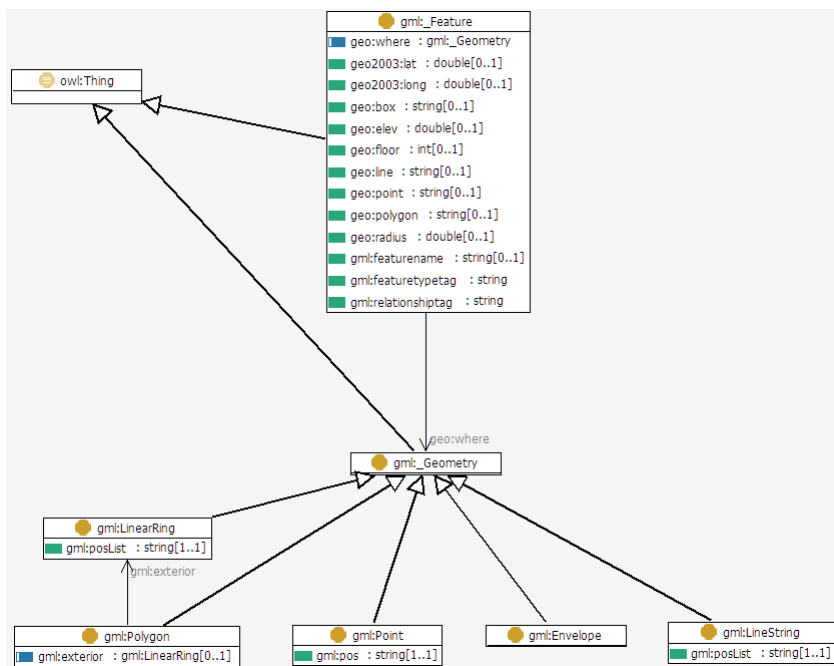 gml:_Feature
geo:where : gml:_Geometry
geo2003:lat : double[0..1]
geo2003:long : double[0..1]
geo:box : string[0..1]
geo:elev : double[0..1]
geo:floor : int[0..1]
geo:line : string[0..1]
geo:point : string[0..1]
geo:polygon : string[0..1]
geo:radius : double[0..1]
gml:featurename : string[0..1]
gml:featuretypetag : string
gml:relationshiptag : string
owl:Thing
geo:where
gml:_Geometry
gml:LinearRing
gml:posList : string[1..1]
gml:exterior
gml:Polygon
gml:exterior : gml:LinearRing[0..1]
gml:Point
gml:pos : string[1..1]
gml:Envelope
gml:LineString
gml:posList : string[1..1]